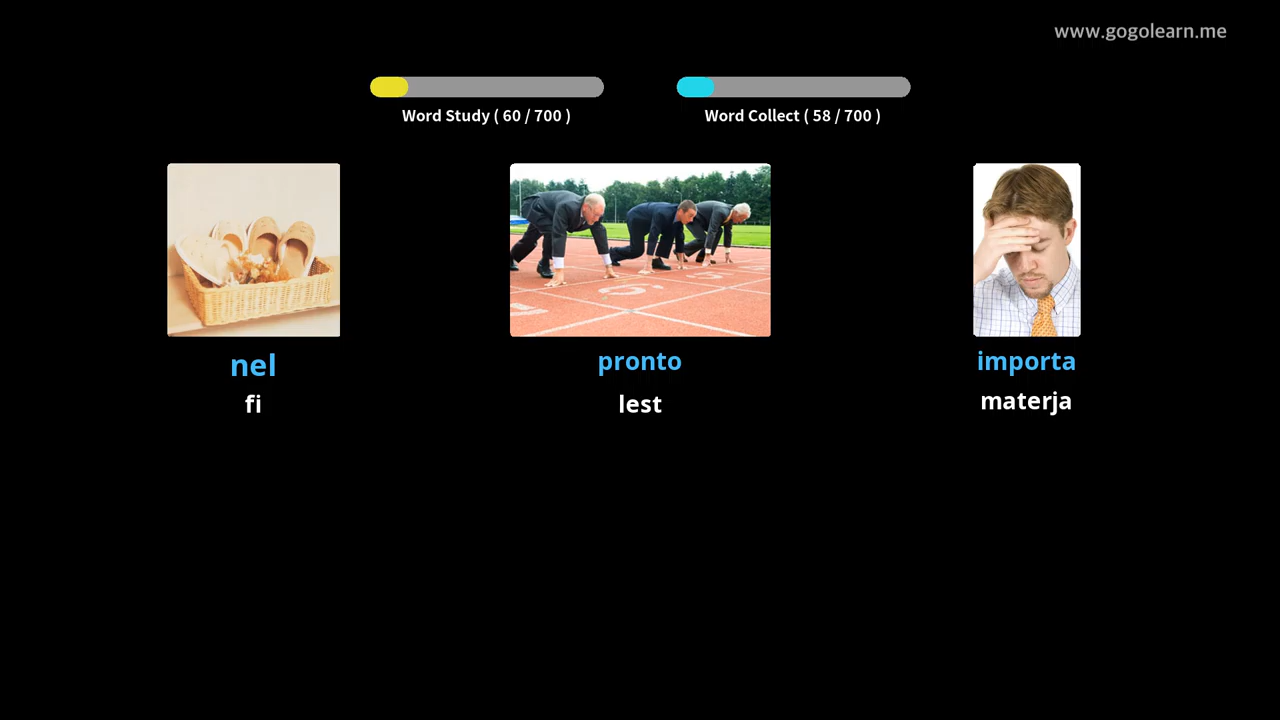 www.gogolearn.me
Word Study ( 60 / 700 )
Word Collect ( 58 / 700 )
nel
pronto
importa
fi
lest
materja